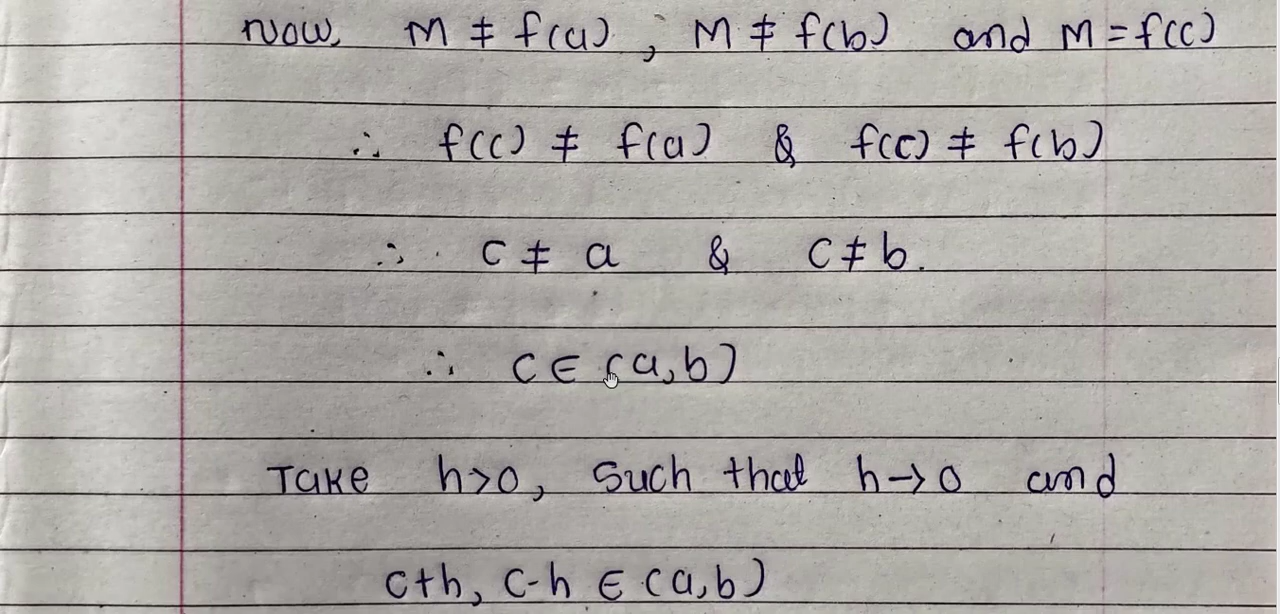 Now, M ≠ f(a) , M ≠ f(b) and M = f(c)
∴ f(c) ≠ f(a) & f(c) ≠ f(b)
∴ c ≠ a & c ≠ b.
∴ c ∈ (a,b)
Take h>0, such that h→0 and
c+h, c-h ∈ (a,b)